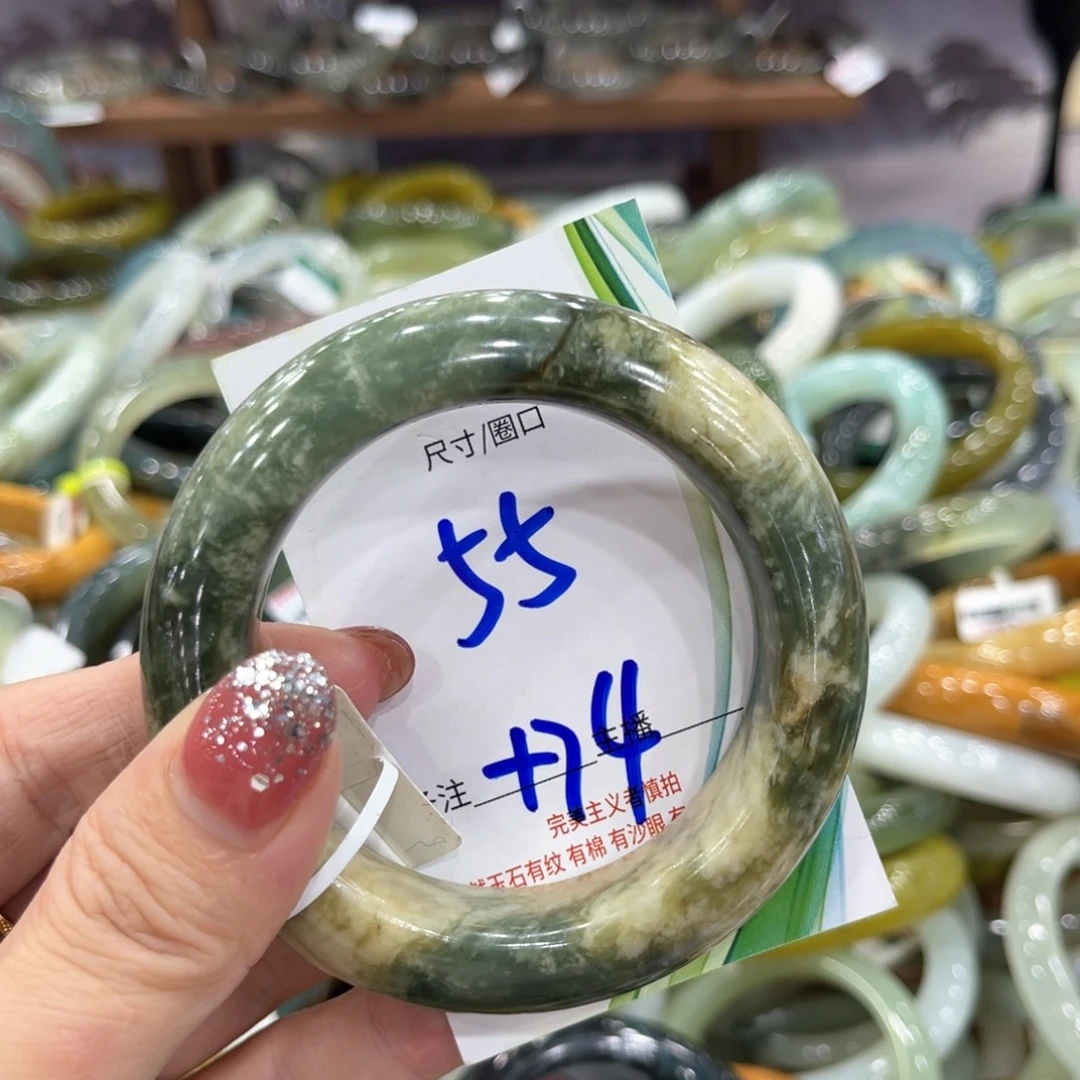 尺寸/圈口
55
注 +74 主播
完美主义者慎拍
玉石有纹 有棉 有沙眼